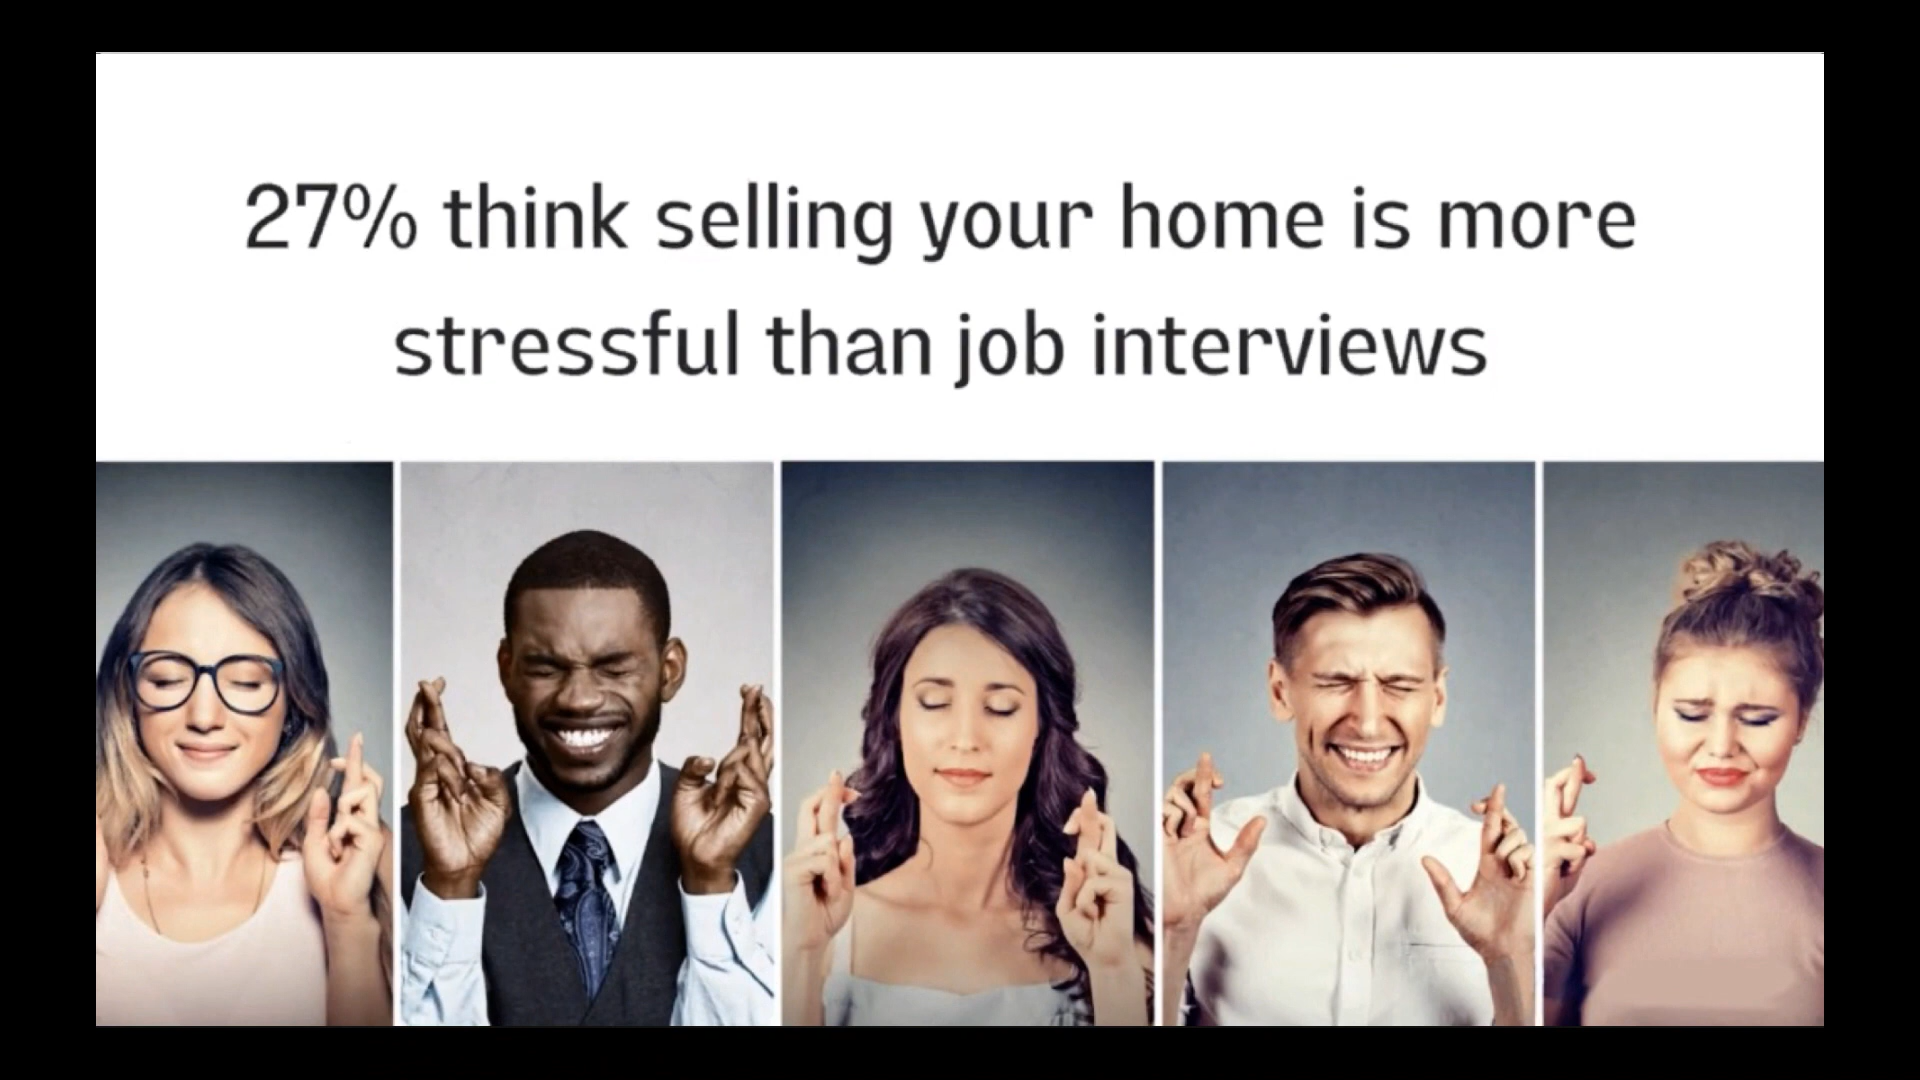 27% think selling your home is more
stressful than job interviews